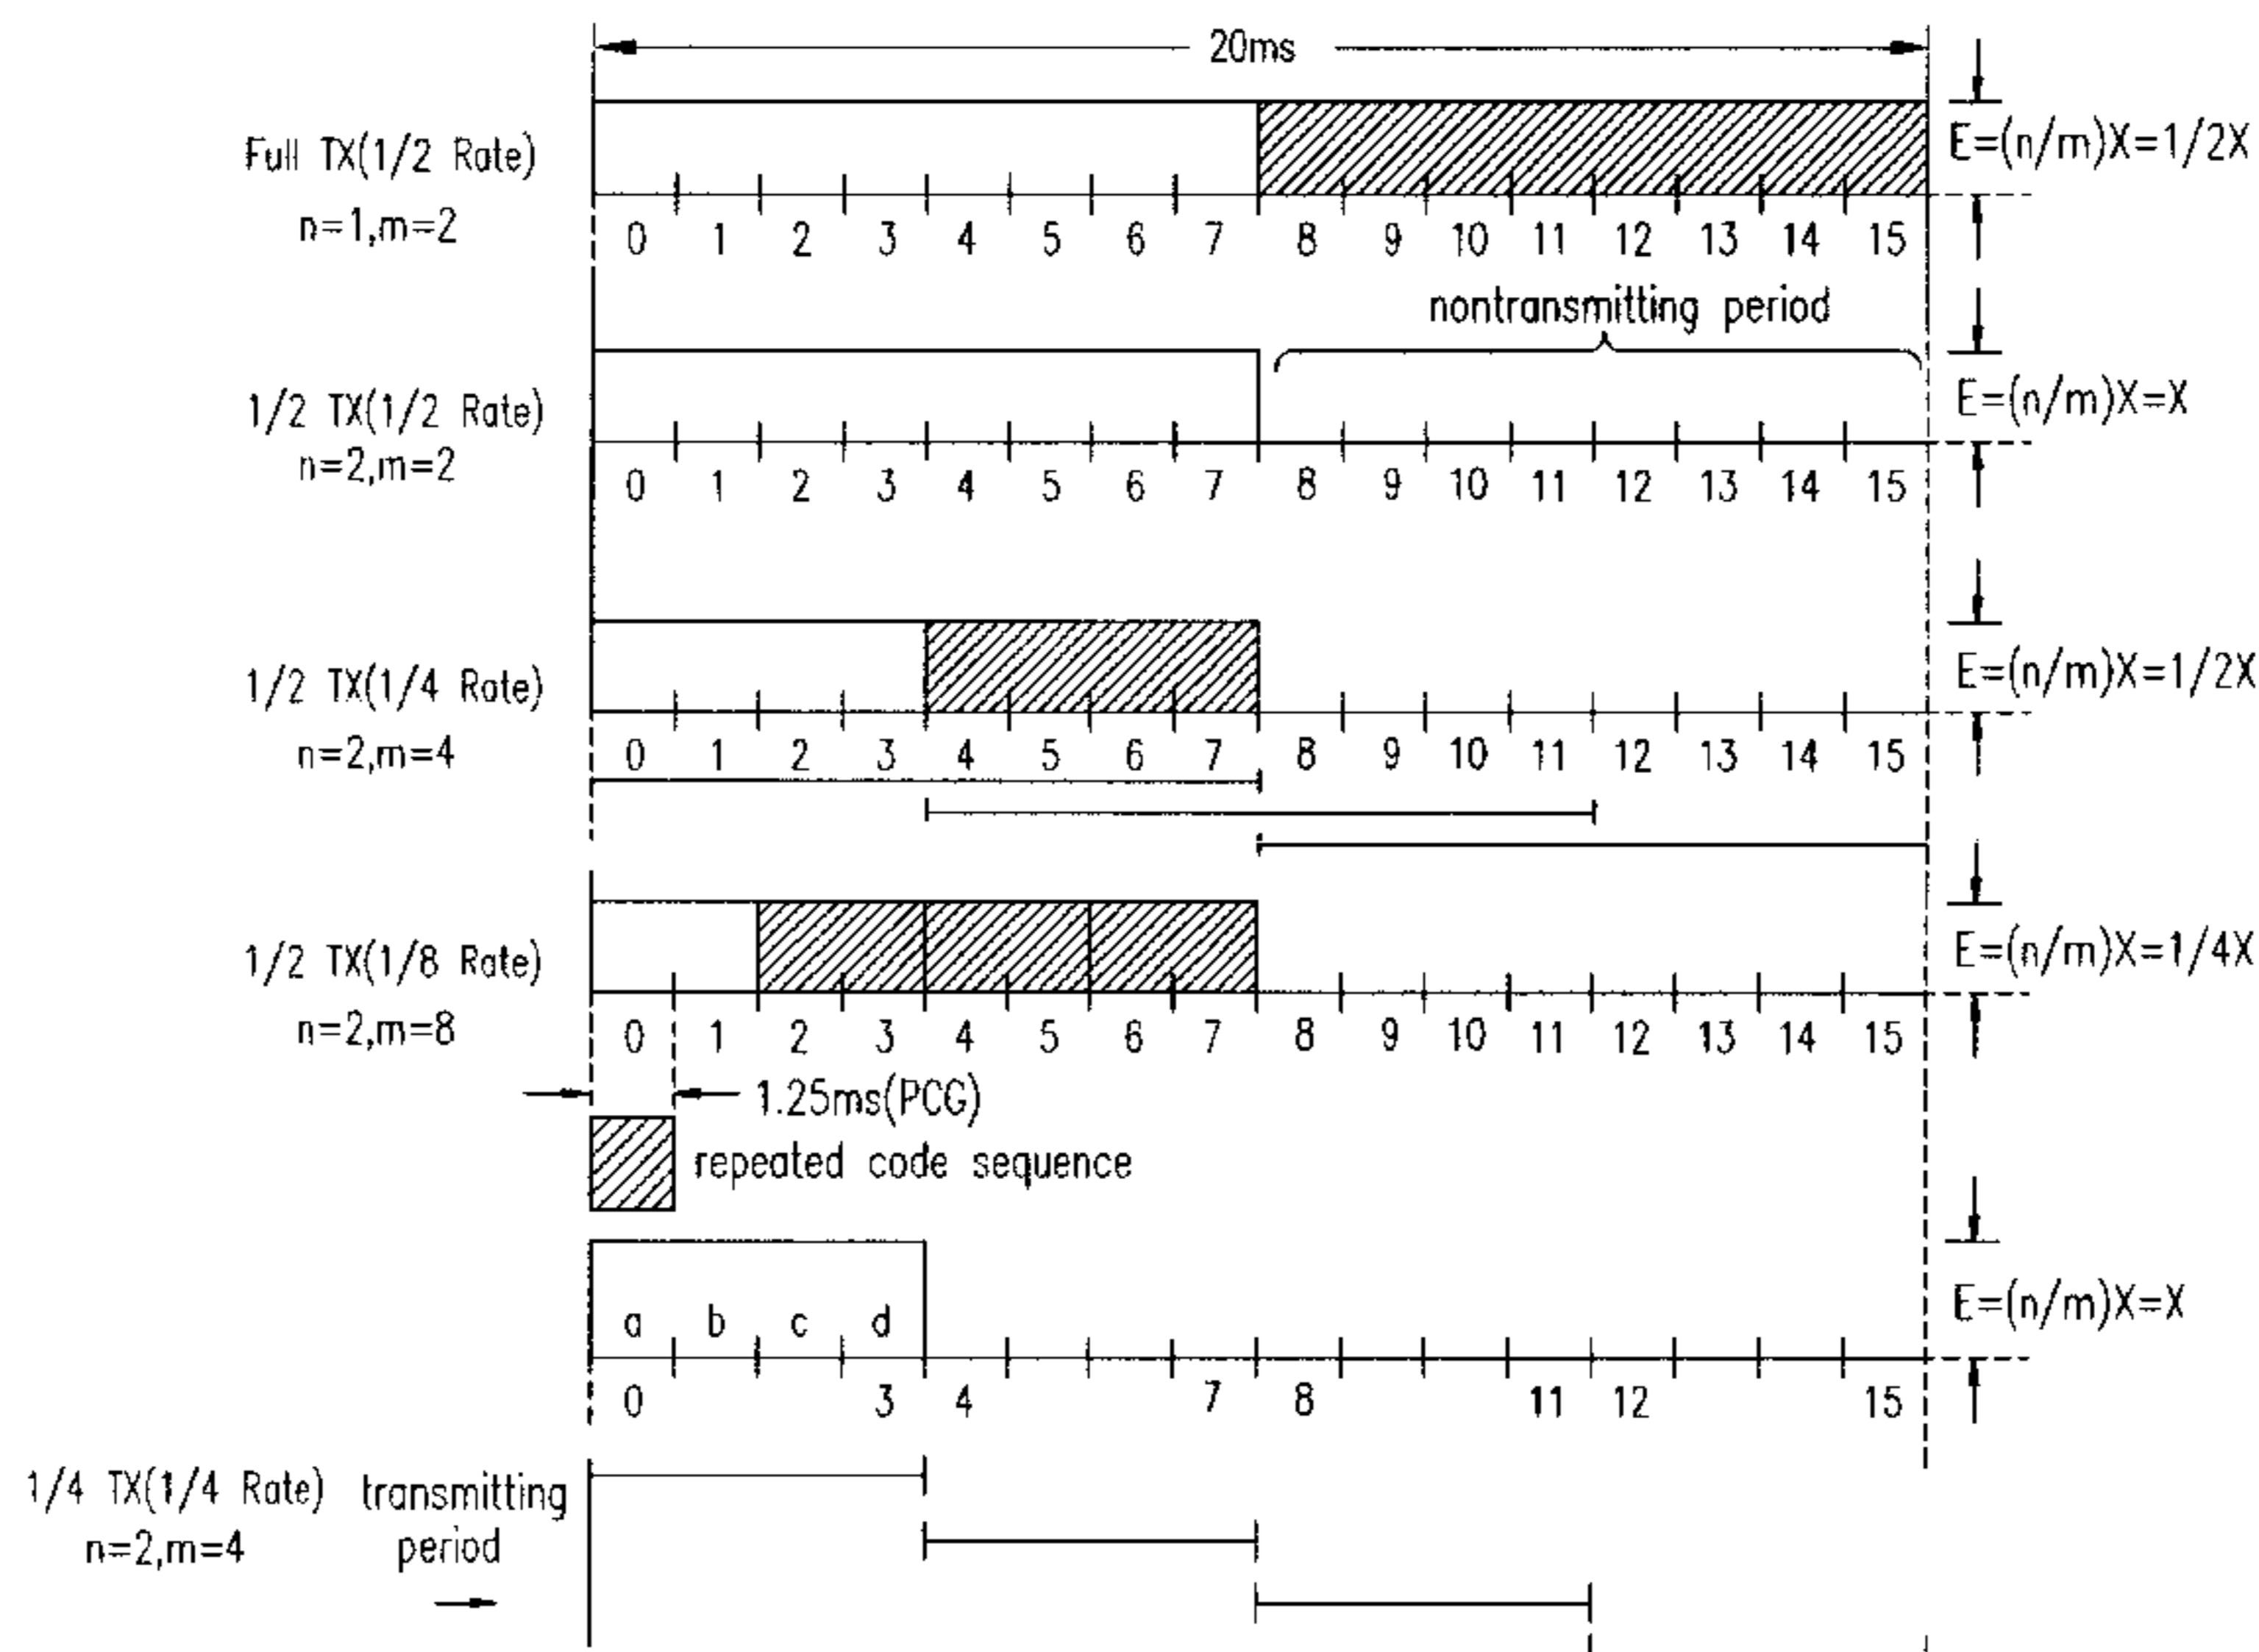 20ms
Full TX(1/2 Rate)
n=1,m=2
E=(n/m)X=1/2X
0 1 2 3 4 5 6 7 8 9 10 11 12 13 14 15
nontransmitting period
1/2 TX(1/2 Rate)
n=2,m=2
E=(n/m)X=X
0 1 2 3 4 5 6 7 8 9 10 11 12 13 14 15
1/2 TX(1/4 Rate)
n=2,m=4
E=(n/m)X=1/2X
0 1 2 3 4 5 6 7 8 9 10 11 12 13 14 15
1/2 TX(1/8 Rate)
n=2,m=8
E=(n/m)X=1/4X
0 1 2 3 4 5 6 7 8 9 10 11 12 13 14 15
1.25ms(PCG)
repeated code sequence
a b c d
E=(n/m)X=X
0 3 4 7 8 11 12 15
1/4 TX(1/4 Rate)
n=2,m=4
transmitting
period